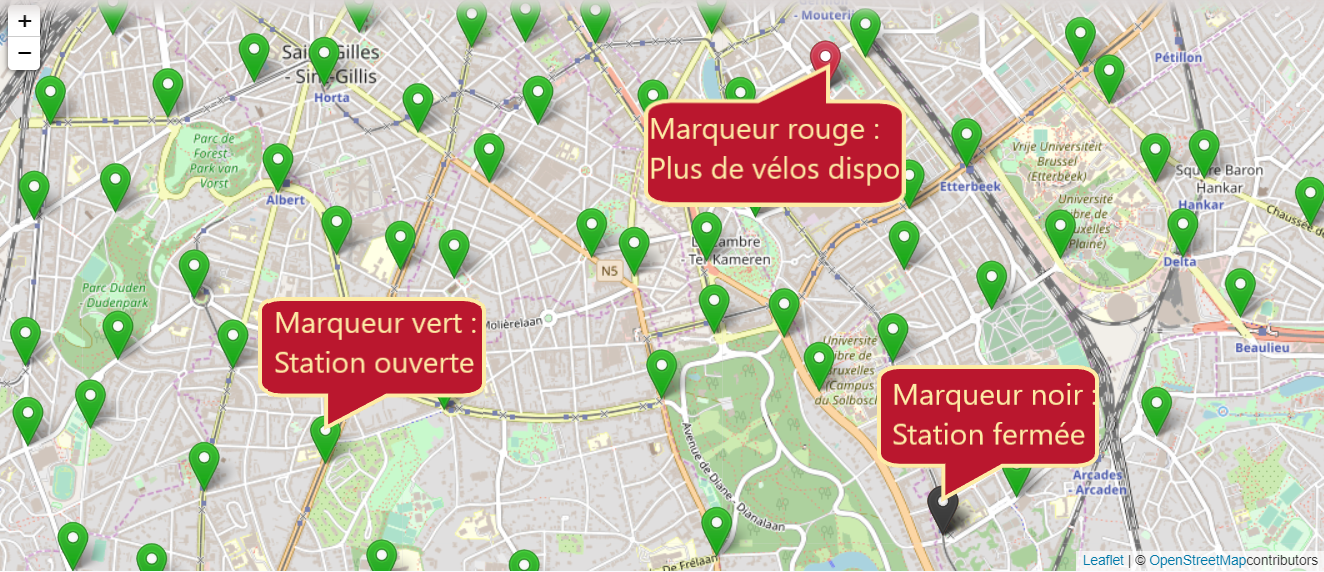 +
−
- Mouterij
Pétillon
Saint-Gilles
- Sint-Gillis
Horta
Marqueur rouge :
Plus de vélos dispo
Parc de
Forest -
Park van
Vorst
Albert
Vrije Universiteit
Brussel
(Etterbeek)
Etterbeek
Université
Libre de
Bruxelles
(Plaine)
Square Baron
Hankar
Hankar
Chaussée de
La Cambre
- Ter Kameren
N5
Delta
Parc Duden
- Dudenpark
Marqueur vert :
Station ouverte
Molièrelaan
Beaulieu
Université
Libre de
Bruxelles
(Campus
du Solbosch)
Marqueur noir :
Station fermée
Avenue de Diane - Dianalaan
Arcades
- Arcaden
De Frélaan
Leaflet | © OpenStreetMapcontributors